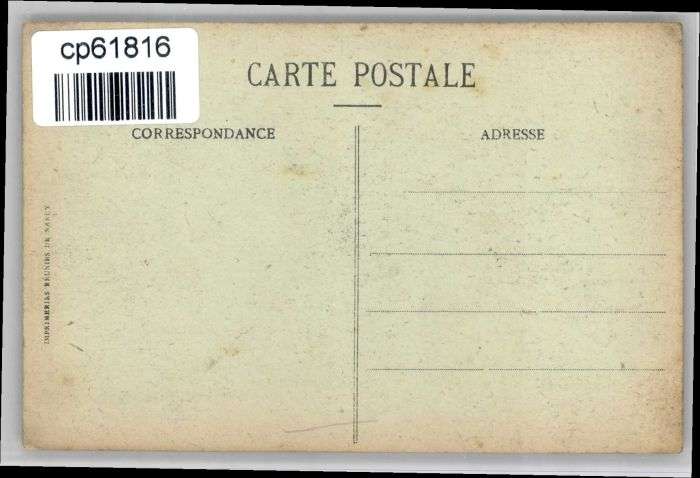 cp61816
CARTE POSTALE
CORRESPONDANCE
ADRESSE
IMPRIMERIES RÉUNIES DE NANCY